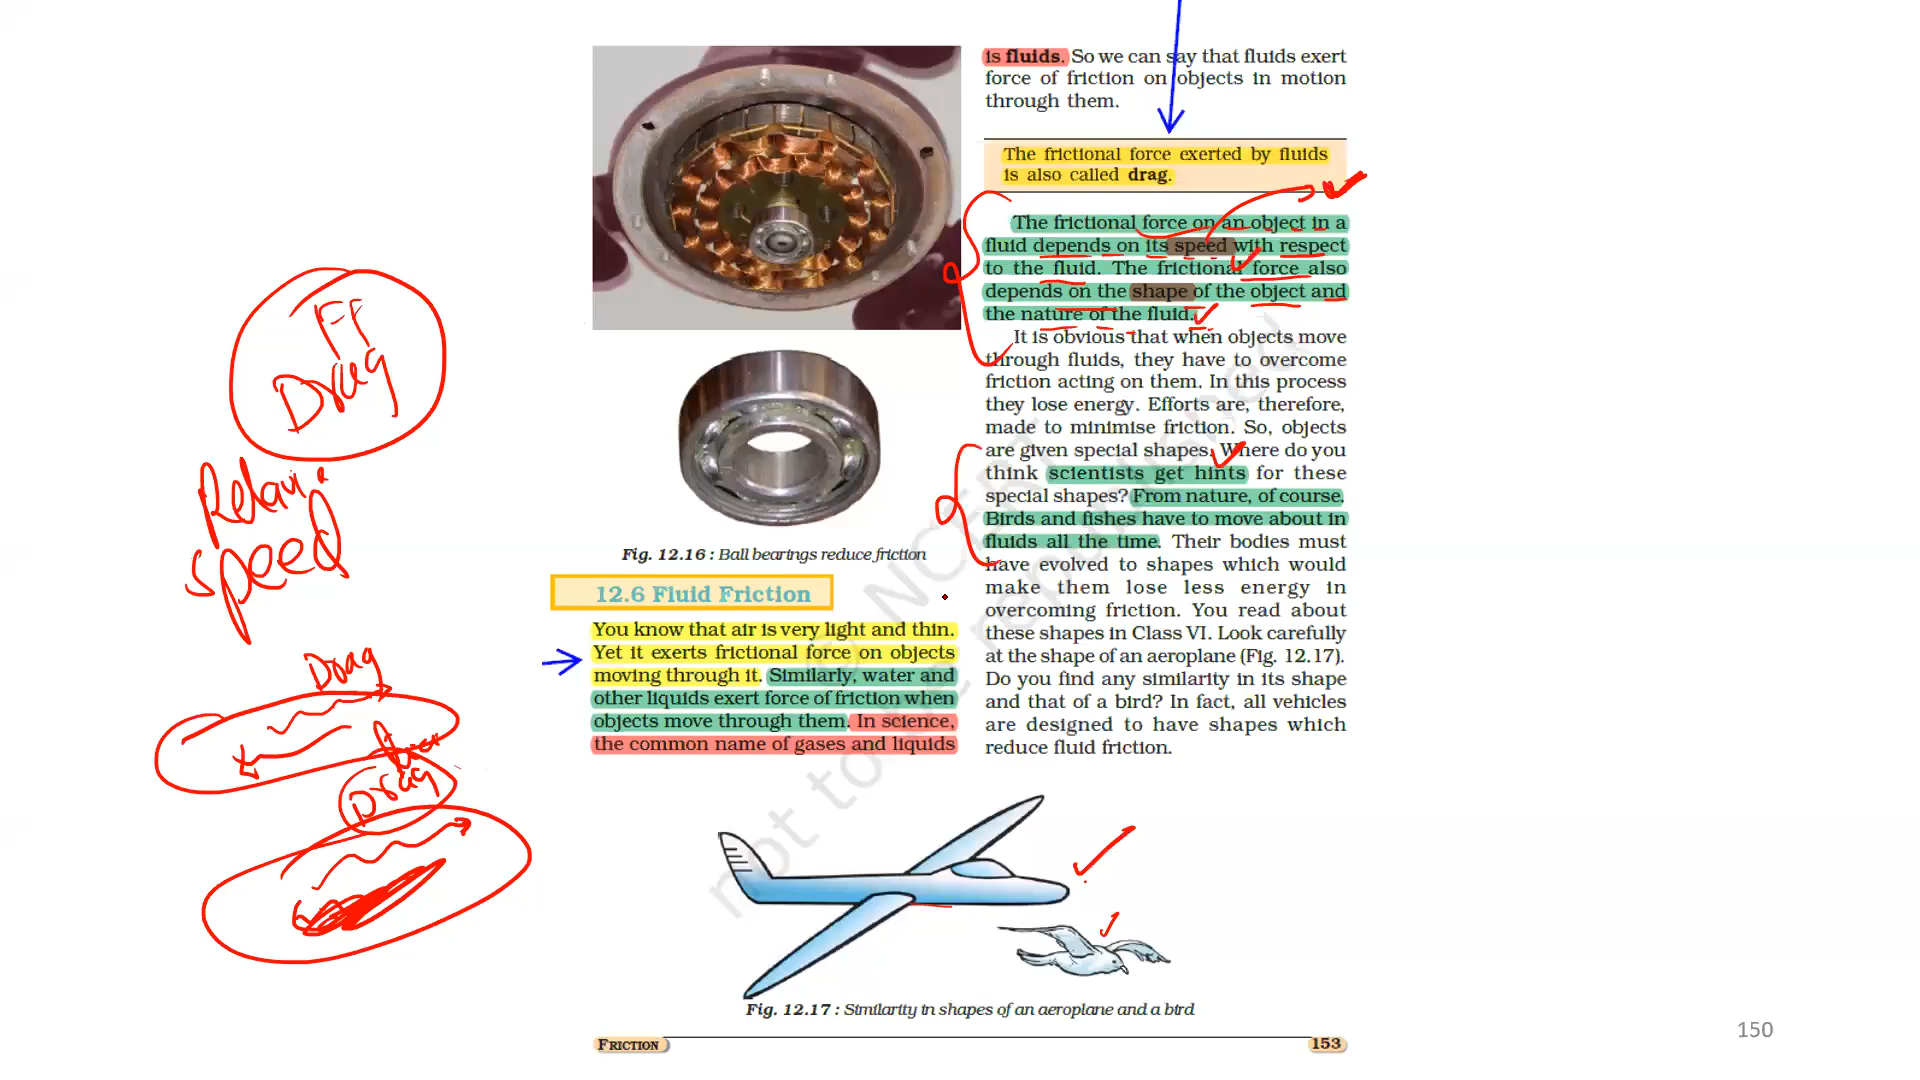 Fig. 12.16 : Ball bearings reduce friction
12.6 Fluid Friction
You know that air is very light and thin.
Yet it exerts frictional force on objects
moving through it. Similarly, water and
other liquids exert force of friction when
objects move through them. In science,
the common name of gases and liquids
is fluids. So we can say that fluids exert
force of friction on objects in motion
through them.
The frictional force exerted by fluids
is also called drag.
The frictional force on an object in a
fluid depends on its speed with respect
to the fluid. The frictional force also
depends on the shape of the object and
the nature of the fluid.
It is obvious that when objects move
through fluids, they have to overcome
friction acting on them. In this process
they lose energy. Efforts are, therefore,
made to minimise friction. So, objects
are given special shapes. Where do you
think scientists get hints for these
special shapes? From nature, of course.
Birds and fishes have to move about in
fluids all the time. Their bodies must
have evolved to shapes which would
make them lose less energy in
overcoming friction. You read about
these shapes in Class VI. Look carefully
at the shape of an aeroplane (Fig. 12.17).
Do you find any similarity in its shape
and that of a bird? In fact, all vehicles
are designed to have shapes which
reduce fluid friction.
Fig. 12.17 : Similarity in shapes of an aeroplane and a bird
FRICTION
153
150
© NCERT
not to be republished
FF
Drag
speed
Drag
Drag